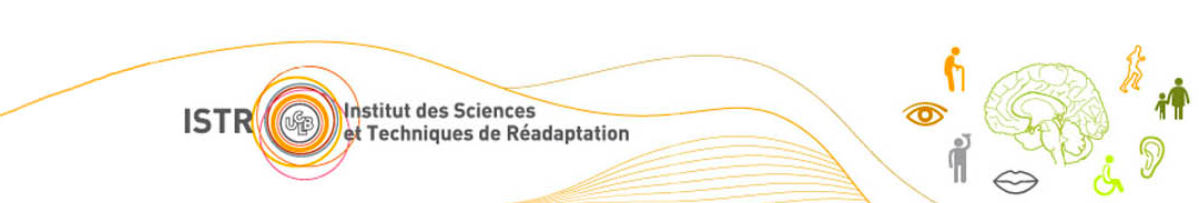 ISTR
UCBL
Institut des Sciences
et Techniques de Réadaptation